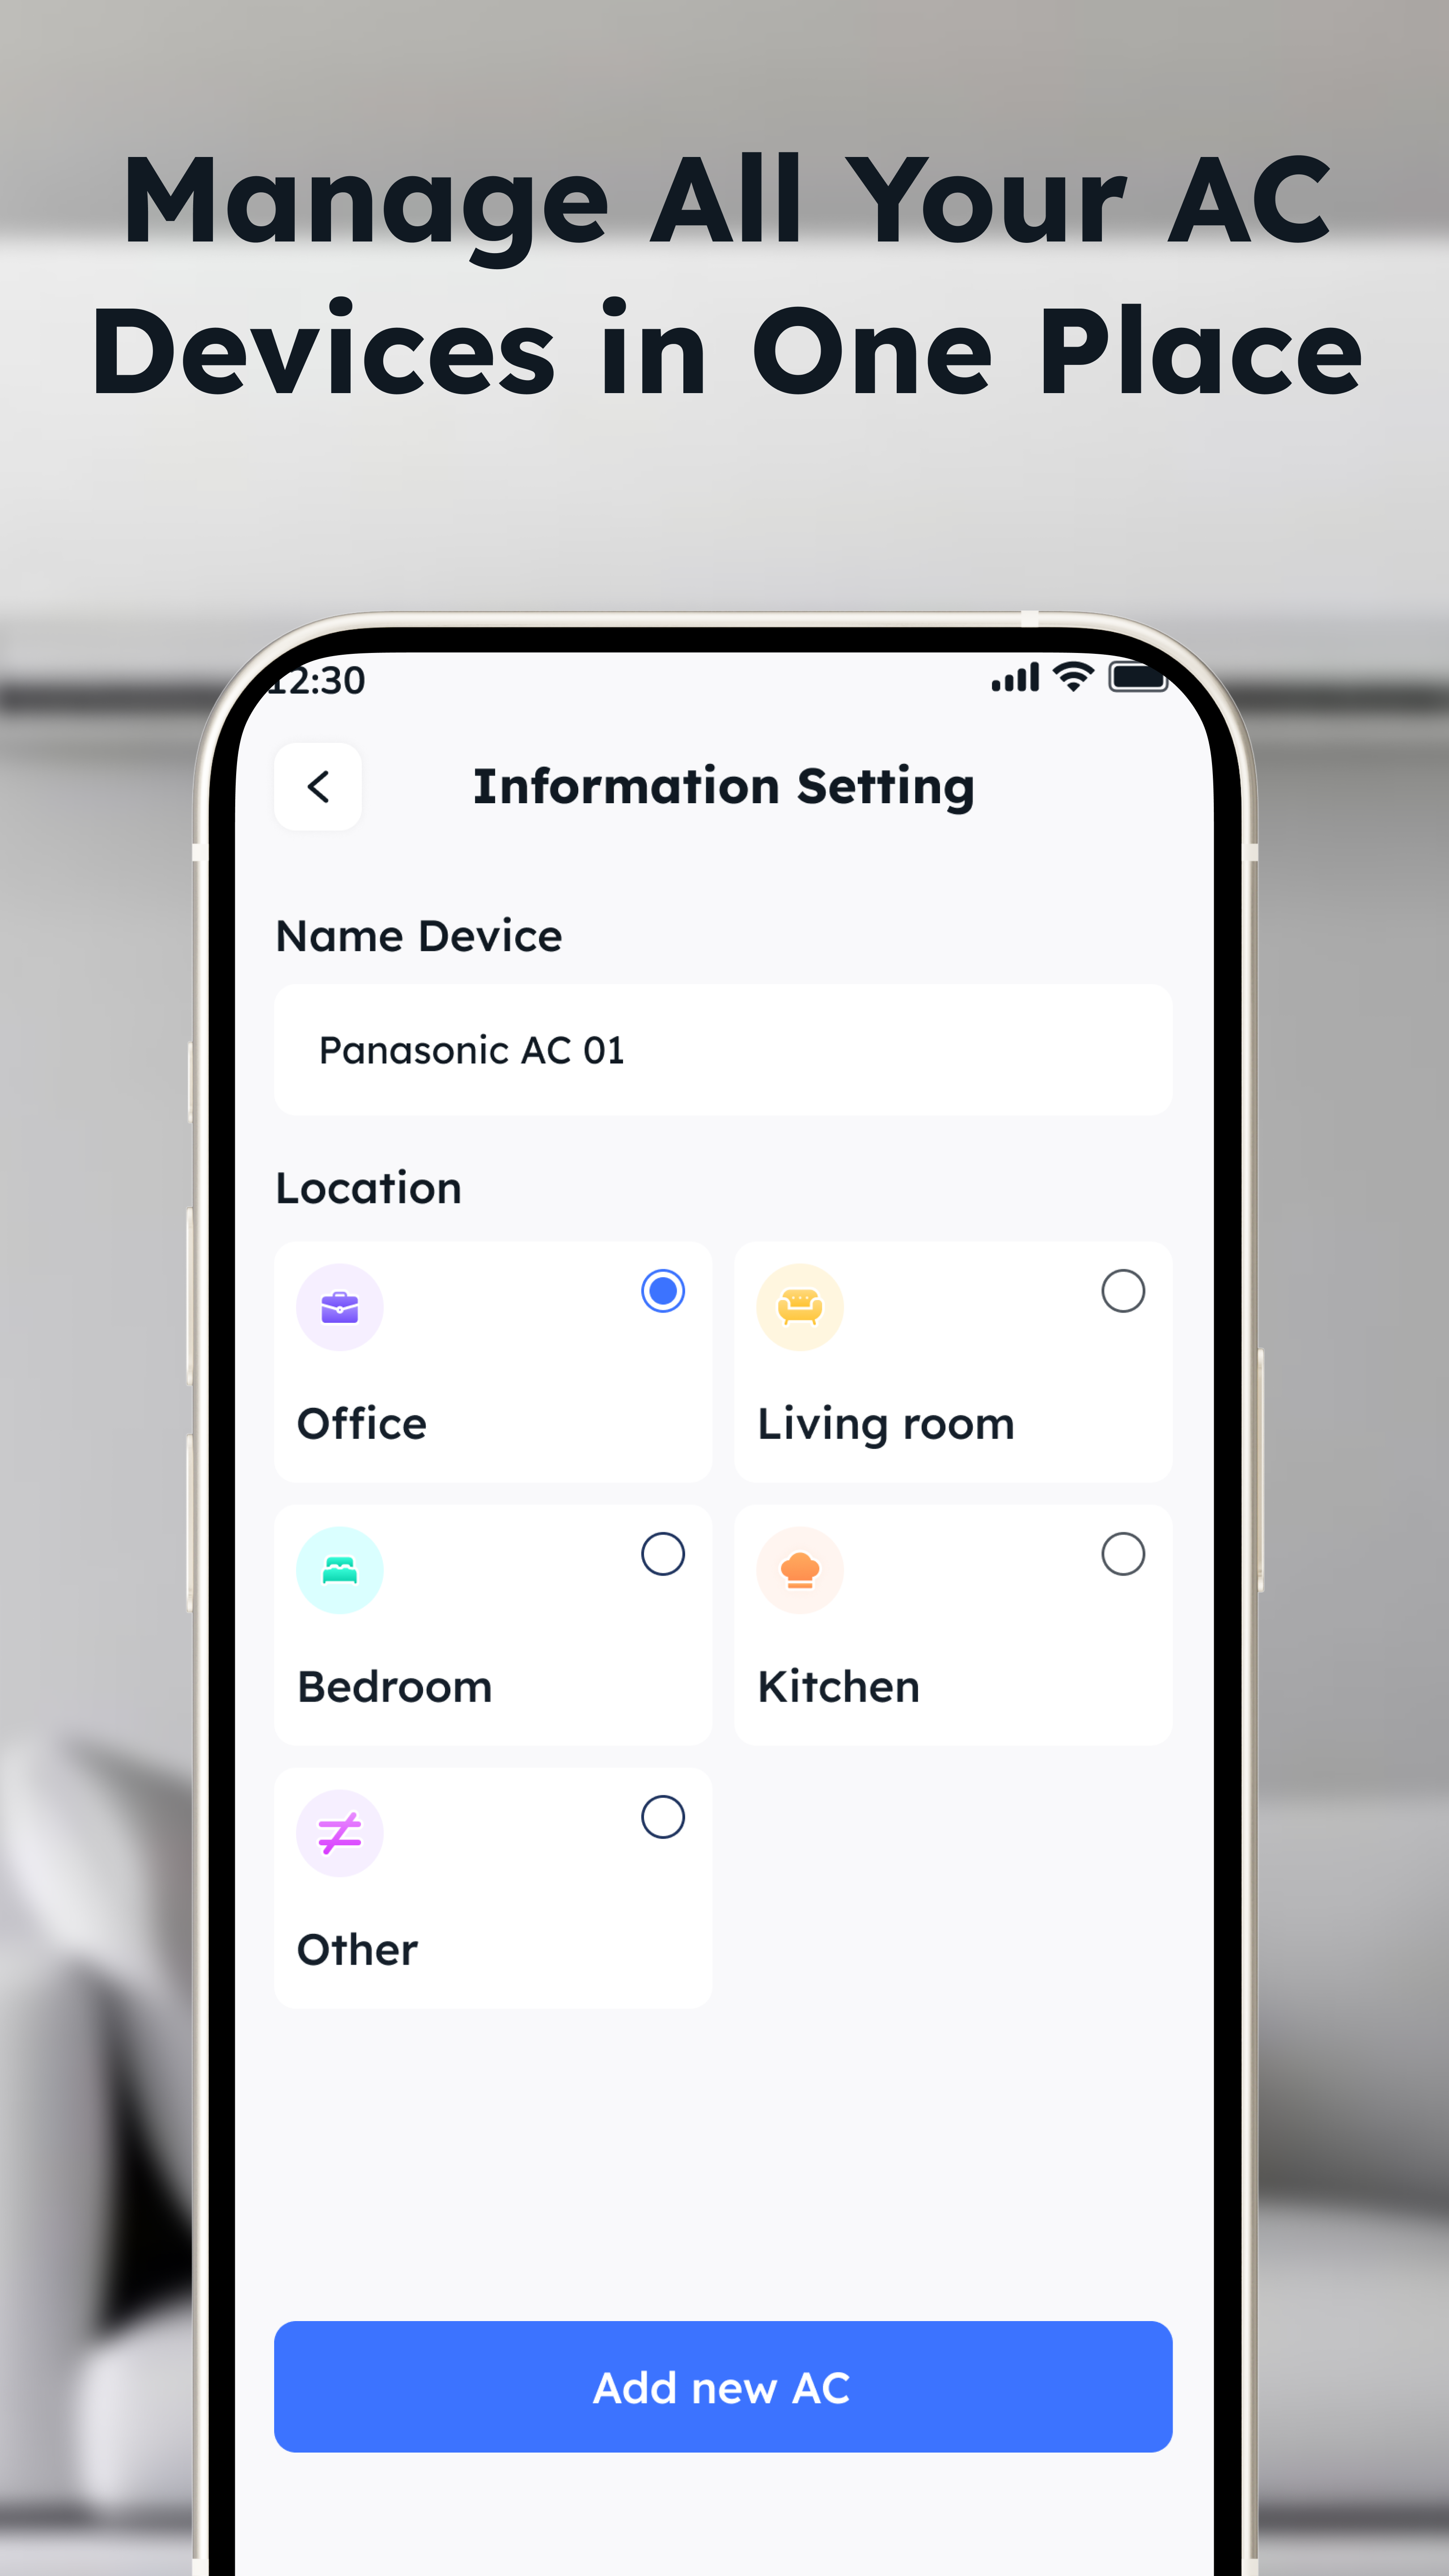 Manage All Your AC
Devices in One Place
12:30
Information Setting
Name Device
Panasonic AC 01
Location
Office
Living room
Bedroom
Kitchen
Other
Add new AC